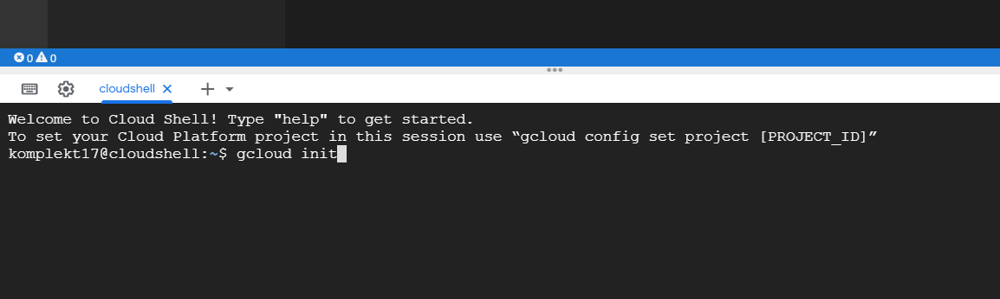 0 0
cloudshell
Welcome to Cloud Shell! Type "help" to get started.
To set your Cloud Platform project in this session use “gcloud config set project [PROJECT_ID]”
komplekt17@cloudshell:~$ gcloud init